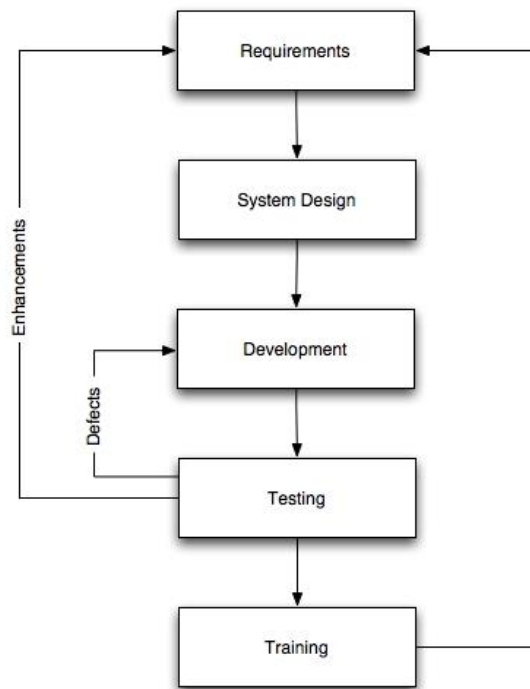 Requirements
System Design
Enhancements
Development
Defects
Testing
Training